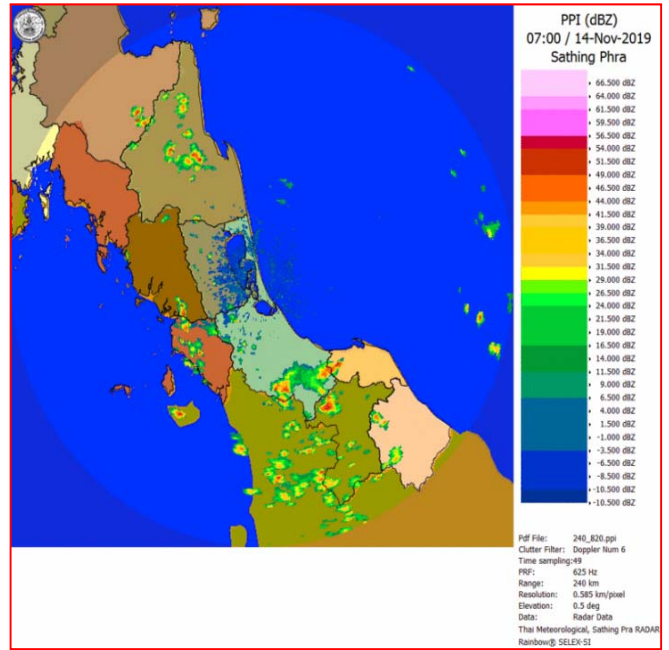 PPI (dBZ)
07:00 / 14-Nov-2019
Sathing Phra
66.500 dBZ
64.000 dBZ
61.500 dBZ
59.500 dBZ
56.500 dBZ
54.000 dBZ
51.500 dBZ
49.000 dBZ
46.500 dBZ
44.000 dBZ
41.500 dBZ
39.000 dBZ
36.500 dBZ
34.000 dBZ
31.500 dBZ
29.000 dBZ
26.500 dBZ
24.000 dBZ
21.500 dBZ
19.000 dBZ
16.500 dBZ
14.000 dBZ
11.500 dBZ
9.000 dBZ
6.500 dBZ
4.000 dBZ
1.500 dBZ
-1.000 dBZ
-3.500 dBZ
-6.500 dBZ
-8.500 dBZ
-10.500 dBZ
-10.500 dBZ
Pdf File: 240_820.ppi
Clutter Filter: Doppler Num 6
Time sampling:49
PRF: 625 Hz
Range: 240 km
Resolution: 0.585 km/pixel
Elevation: 0.5 deg
Data: Radar Data
Thai Meteorological, Sathing Pra RADAR
Rainbow® SELEX-SI